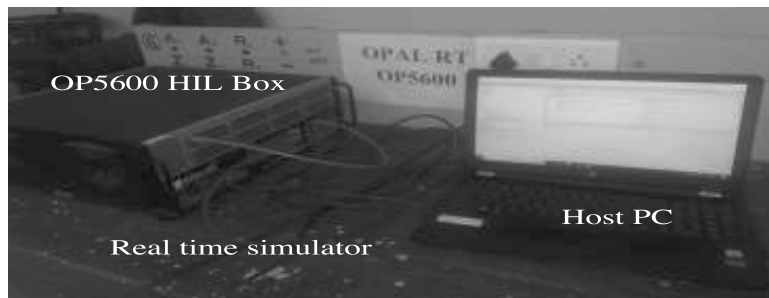 OPAL RT
OP5600
OP5600 HIL Box
Host PC
Real time simulator